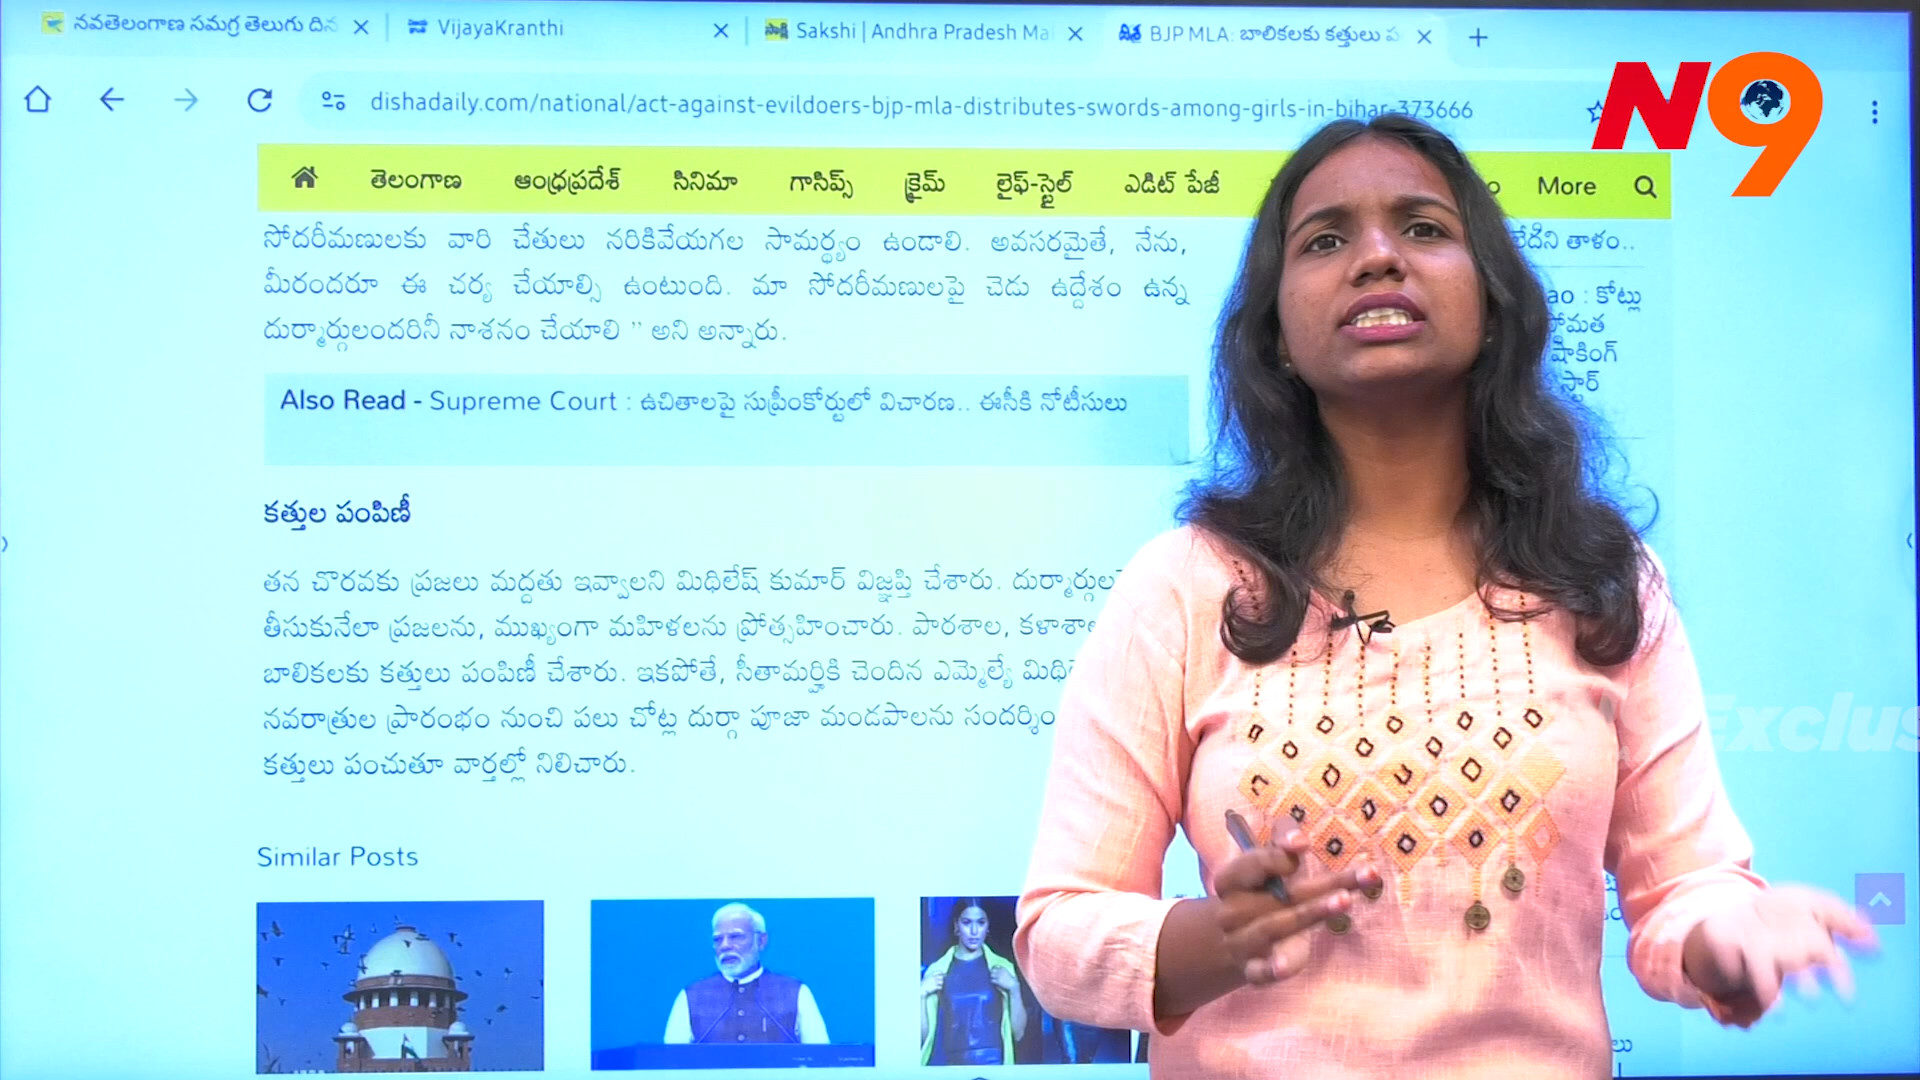 నవతెలంగాణ సమగ్ర తెలుగు దిన
VijayaKranthi
Sakshi | Andhra Pradesh Mai
BJP MLA: బాలికలకు కత్తులు ప
dishadaily.com/national/act-against-evildoers-bjp-mla-distributes-swords-among-girls-in-bihar-373666
N9
తెలంగాణ ఆంధ్రప్రదేశ్ సినిమా గాసిప్స్ క్రైమ్ లైఫ్-స్టైల్ ఎడిట్ పేజీ More
సోదరీమణులకు వారి చేతులు నరికివేయగల సామర్థ్యం ఉండాలి. అవసరమైతే, నేను,
మీరందరూ ఈ చర్య చేయాల్సి ఉంటుంది. మా సోదరీమణులపై చెడు ఉద్దేశం ఉన్న
దుర్మార్గులందరినీ నాశనం చేయాలి ” అని అన్నారు.
Also Read - Supreme Court : ఉచితాలపై సుప్రీంకోర్టులో విచారణ.. ఈసీకి నోటీసులు
కత్తుల పంపిణీ
తన చొరవకు ప్రజలు మద్దతు ఇవ్వాలని మిథిలేష్ కుమార్ విజ్ఞప్తి చేశారు.
తీసుకునేలా ప్రజలను, ముఖ్యంగా మహిళలను ప్రోత్సహించారు. పాఠశాల,
బాలికలకు కత్తులు పంపిణీ చేశారు. ఇకపోతే, సీతామర్హికి చెందిన ఎమ్మెల్యే
నవరాత్రుల ప్రారంభం నుంచి పలు చోట్ల దుర్గా పూజా మండపాలను
కత్తులు పంచుతూ వార్తల్లో నిలిచారు.
Similar Posts
తాళం..
: కోట్లు
షాకింగ్
స్టార్